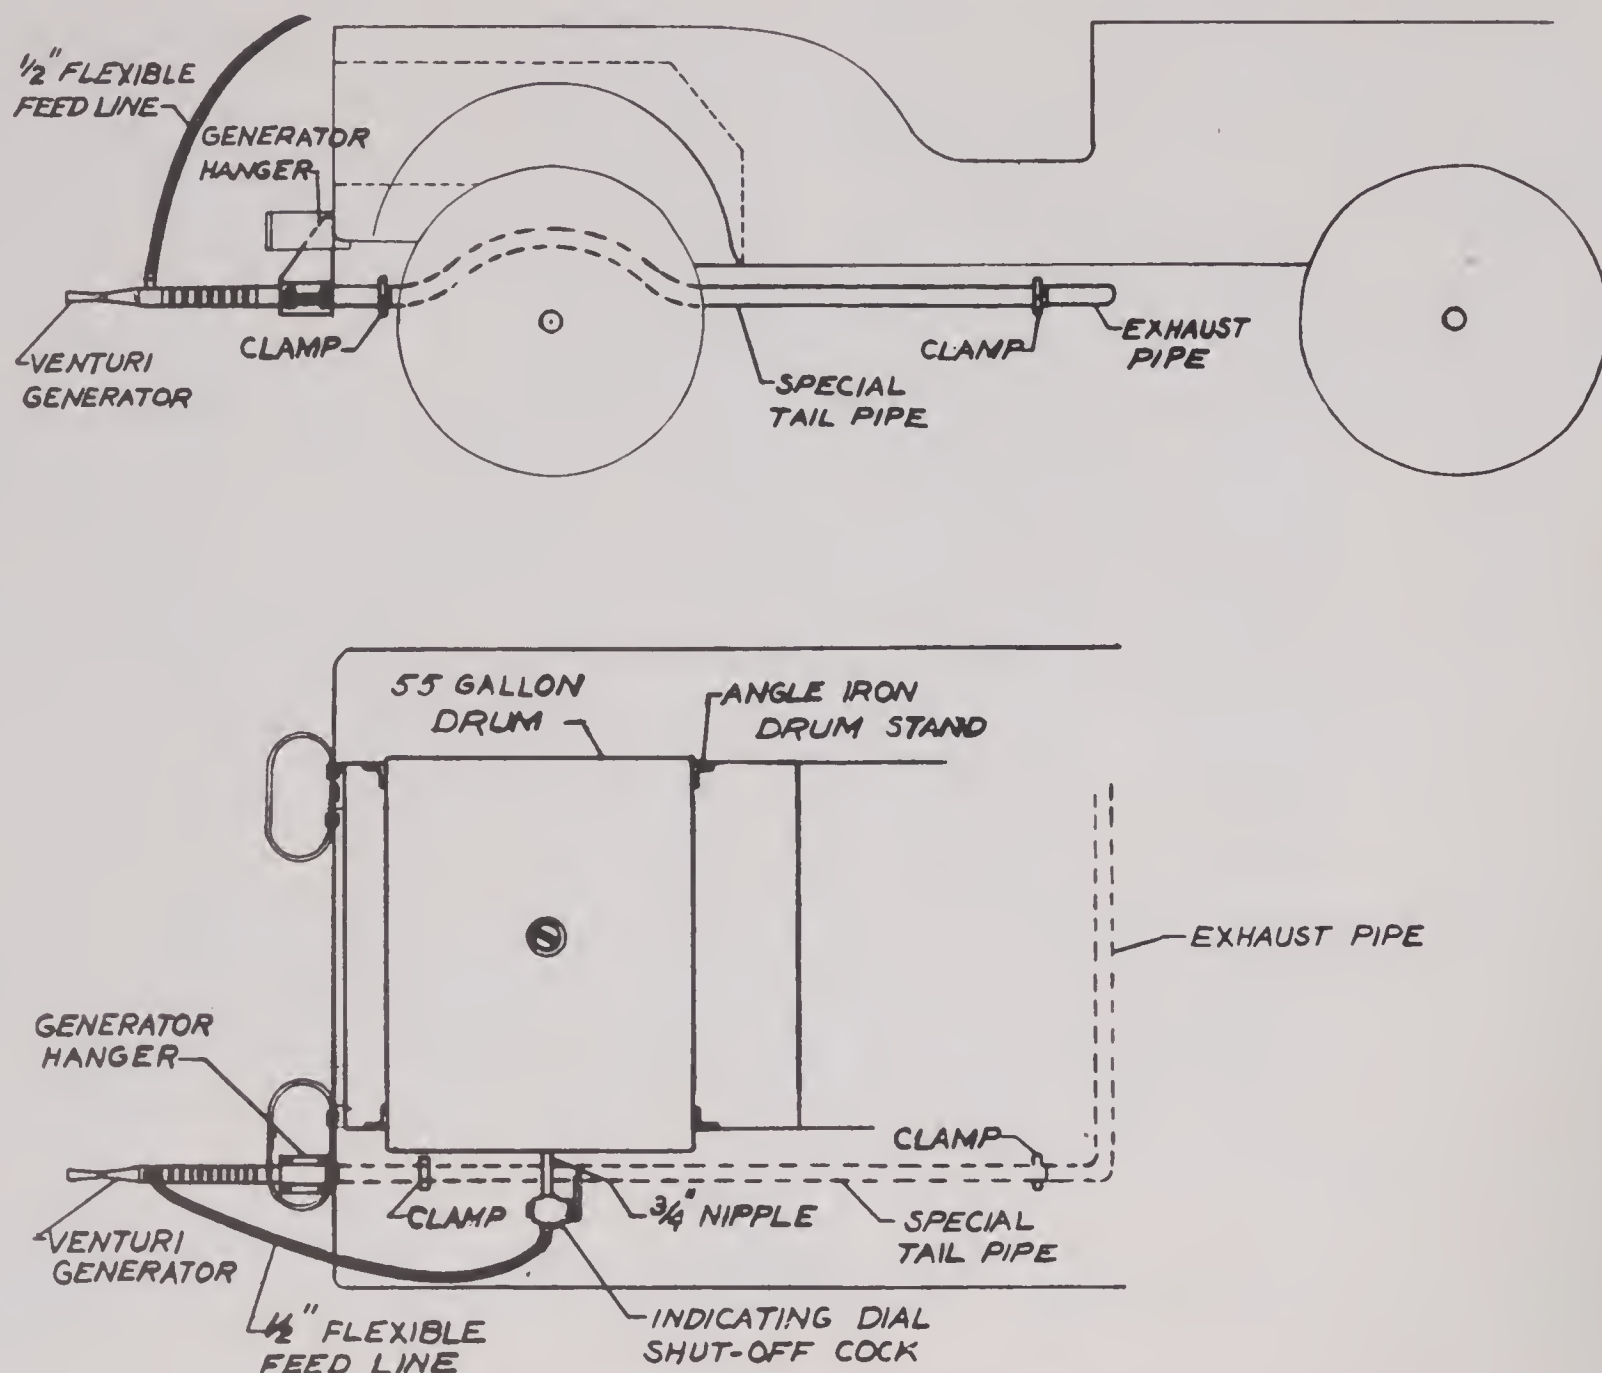 1/2" FLEXIBLE
FEED LINE
GENERATOR
HANGER
VENTURI
GENERATOR
CLAMP
SPECIAL
TAIL PIPE
CLAMP
EXHAUST
PIPE
55 GALLON
DRUM
ANGLE IRON
DRUM STAND
EXHAUST PIPE
GENERATOR
HANGER
CLAMP
CLAMP
3/4" NIPPLE
SPECIAL
TAIL PIPE
VENTURI
GENERATOR
1/2" FLEXIBLE
FEED LINE
INDICATING DIAL
SHUT-OFF COCK